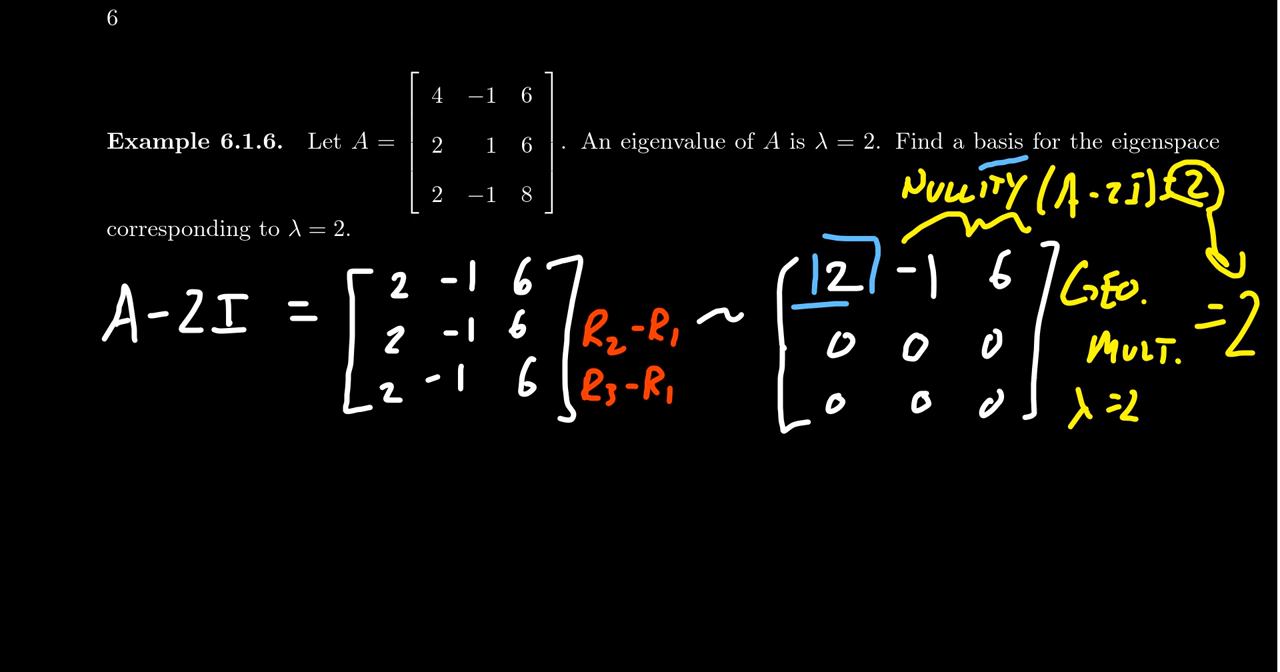 6
Example 6.1.6. Let A = [ 4 −1 6
2 1 6
2 −1 8 ] . An eigenvalue of A is λ = 2. Find a basis for the eigenspace
corresponding to λ = 2.
NULLITY (A-2I) = 2
A-2I = [ 2 -1 6
2 -1 6
2 -1 6 ]
R2-R1
R3-R1
~ [ 2 -1 6
0 0 0
0 0 0 ]
GEO.
MULT. = 2
λ=2